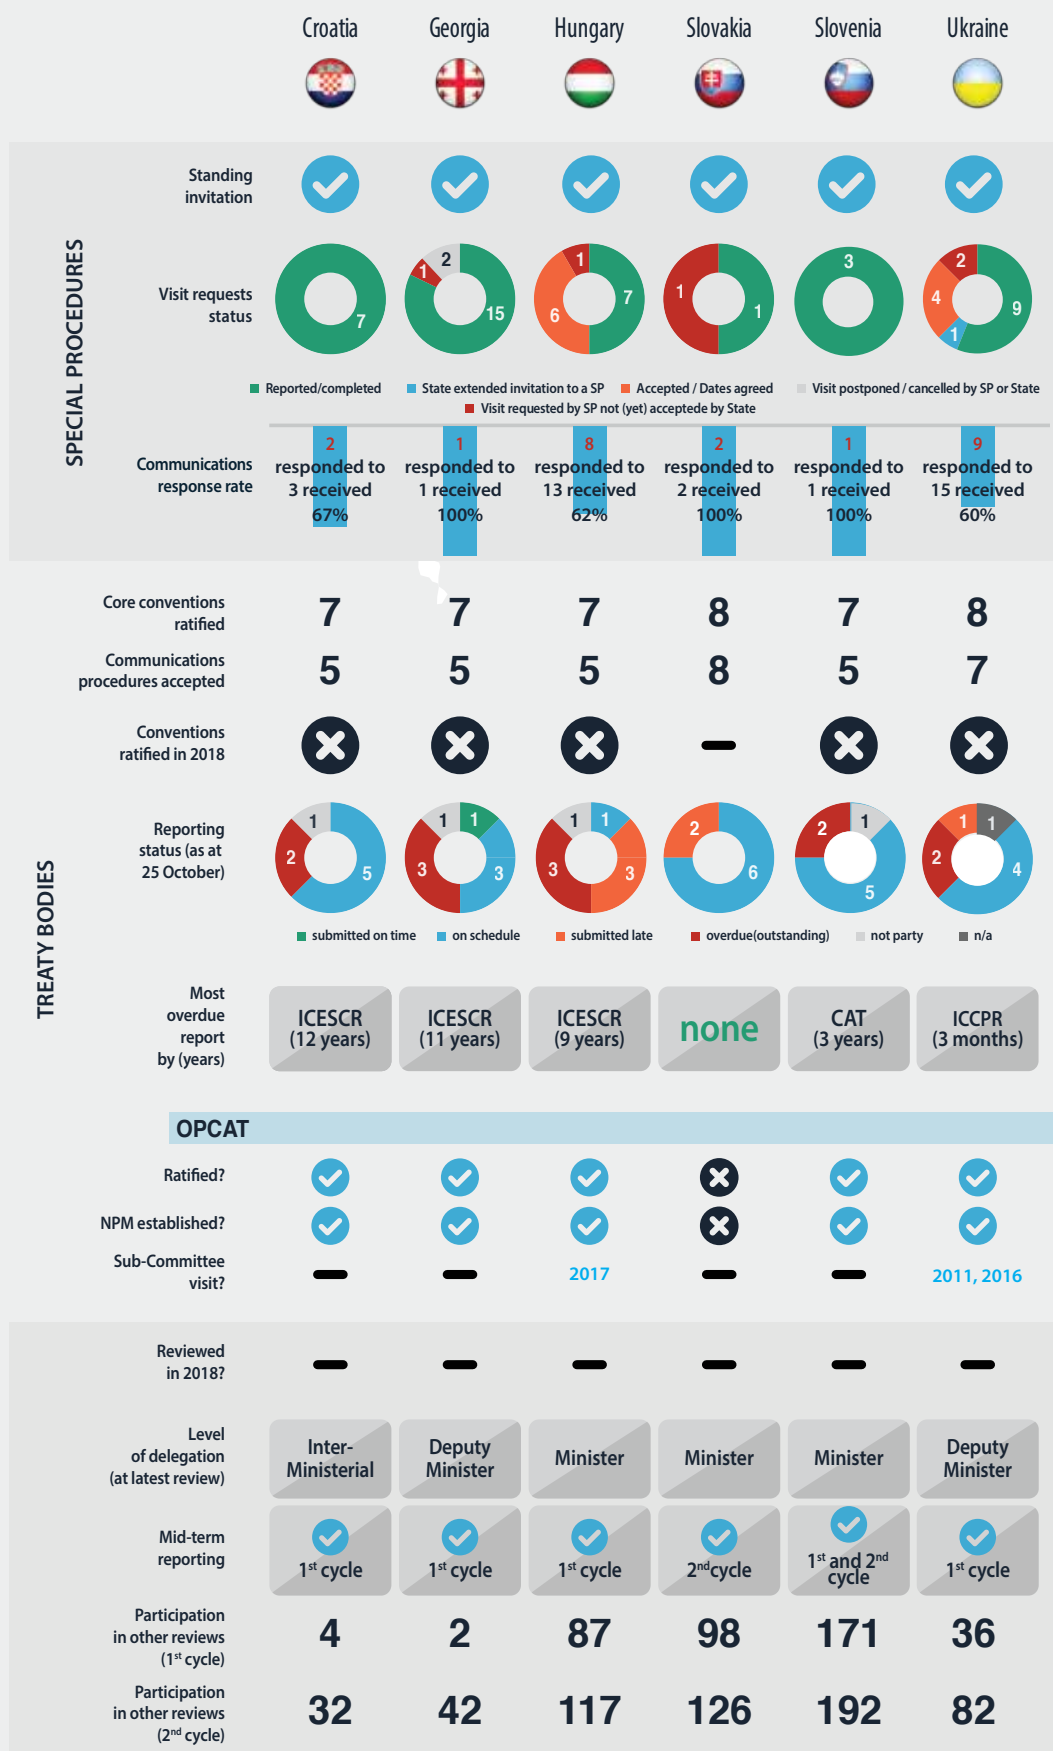 Croatia Georgia Hungary Slovakia Slovenia Ukraine
SPECIAL PROCEDURES
Standing
invitation
Visit requests
status
7
2 1 15
1 7 6
1 1
3
2 4 1 9
Reported/completed State extended invitation to a SP Accepted / Dates agreed Visit postponed / cancelled by SP or State
Visit requested by SP not (yet) acceptede by State
Communications
response rate
2 1 8 2 1 9
responded to responded to responded to responded to responded to responded to
3 received 1 received 13 received 2 received 1 received 15 received
67% 100% 62% 100% 100% 60%
TREATY BODIES
Core conventions
ratified
7 7 7 8 7 8
Communications
procedures accepted
5 5 5 8 5 7
Conventions
ratified in 2018
Reporting
status (as at
25 October)
1 2 5
1 1 3 3
1 1 3 3
2 6
2 1 5
1 1 2 4
submitted on time on schedule submitted late overdue(outstanding) not party n/a
Most
overdue
report
by (years)
ICESCR ICESCR ICESCR none CAT ICCPR
(12 years) (11 years) (9 years) (3 years) (3 months)
OPCAT
Ratified?
NPM established?
Sub-Committee
visit?
2017 2011, 2016
Reviewed
in 2018?
Level
of delegation
(at latest review)
Inter- Deputy Minister Minister Minister Deputy
Ministerial Minister Minister
Mid-term
reporting
1st cycle 1st cycle 1st cycle 2ndcycle 1st and 2nd 1st cycle
cycle
Participation
in other reviews
(1st cycle)
4 2 87 98 171 36
Participation
in other reviews
(2nd cycle)
32 42 117 126 192 82